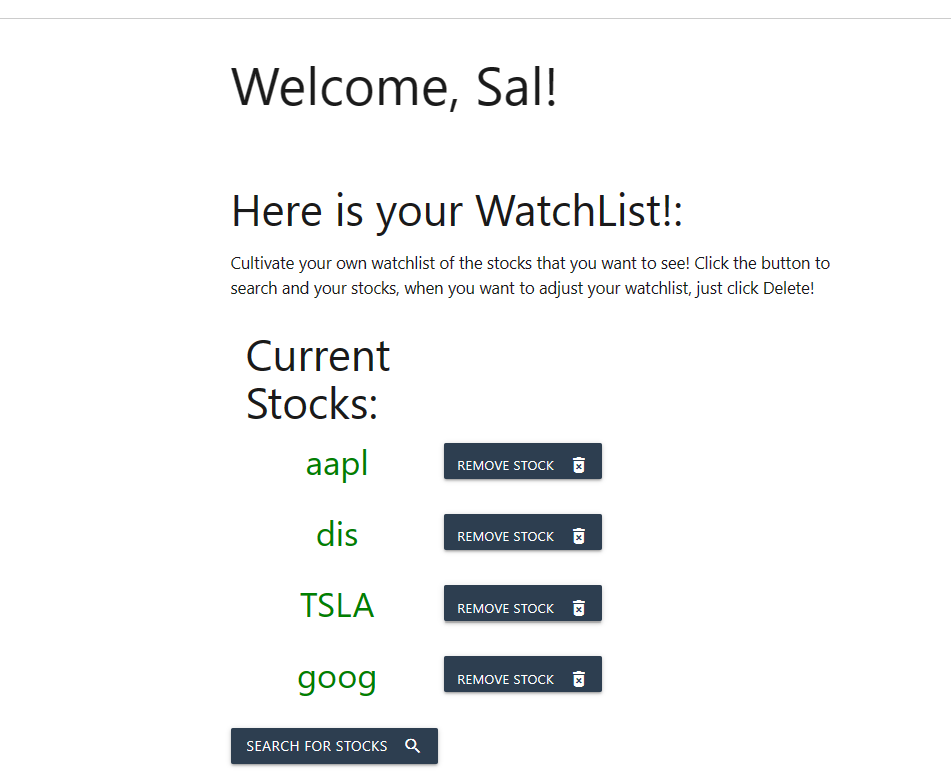 Welcome, Sal!
Here is your WatchList!:
Cultivate your own watchlist of the stocks that you want to see! Click the button to
search and your stocks, when you want to adjust your watchlist, just click Delete!
Current
Stocks:
aapl REMOVE STOCK
dis REMOVE STOCK
TSLA REMOVE STOCK
goog REMOVE STOCK
SEARCH FOR STOCKS